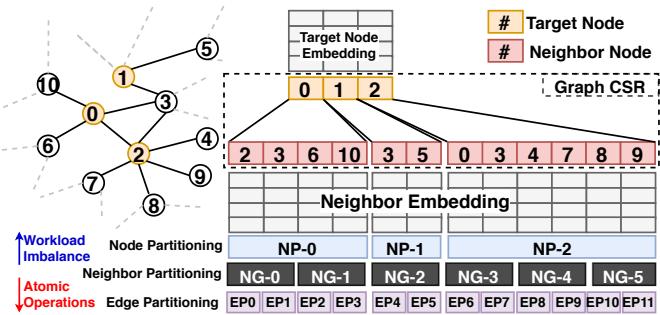 5
1
10
3
0
6
4
2
7
9
8
Target Node
Embedding
# Target Node
# Neighbor Node
Graph CSR
0 1 2
2 3 6 10 3 5 0 3 4 7 8 9
Neighbor Embedding
Workload
Imbalance
Atomic
Operations
Node Partitioning NP-0 NP-1 NP-2
Neighbor Partitioning NG-0 NG-1 NG-2 NG-3 NG-4 NG-5
Edge Partitioning EP0 EP1 EP2 EP3 EP4 EP5 EP6 EP7 EP8 EP9 EP10 EP11